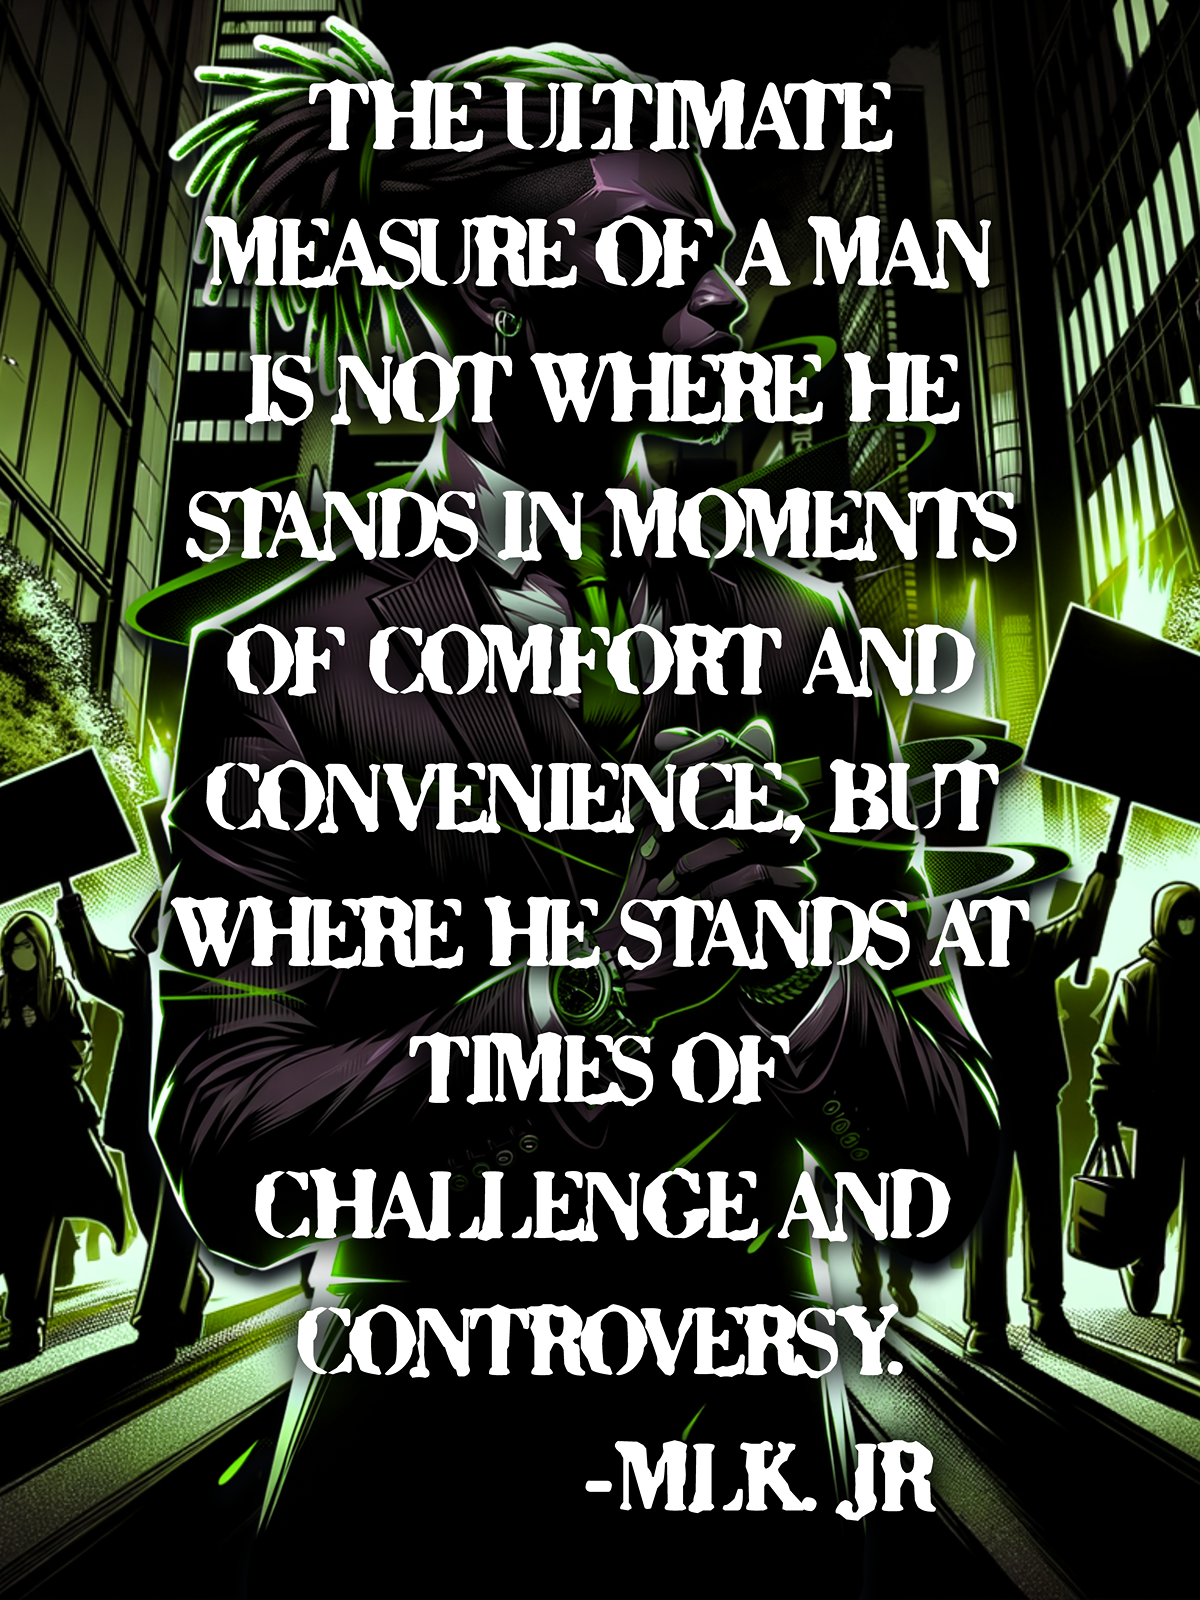 THE ULTIMATE
MEASURE OF A MAN
IS NOT WHERE HE
STANDS IN MOMENTS
OF COMFORT AND
CONVENIENCE, BUT
WHERE HE STANDS AT
TIMES OF
CHALLENGE AND
CONTROVERSY.
-MLK. JR